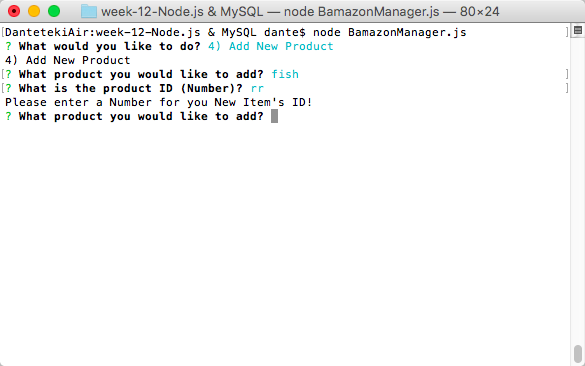 week-12-Node.js & MySQL — node BamazonManager.js — 80×24
[DantetekiAir:week-12-Node.js & MySQL dante$ node BamazonManager.js ]
? What would you like to do? 4) Add New Product
4) Add New Product
[? What product you would like to add? fish ]
[? What is the product ID (Number)? rr ]
Please enter a Number for you New Item's ID!
? What product you would like to add?